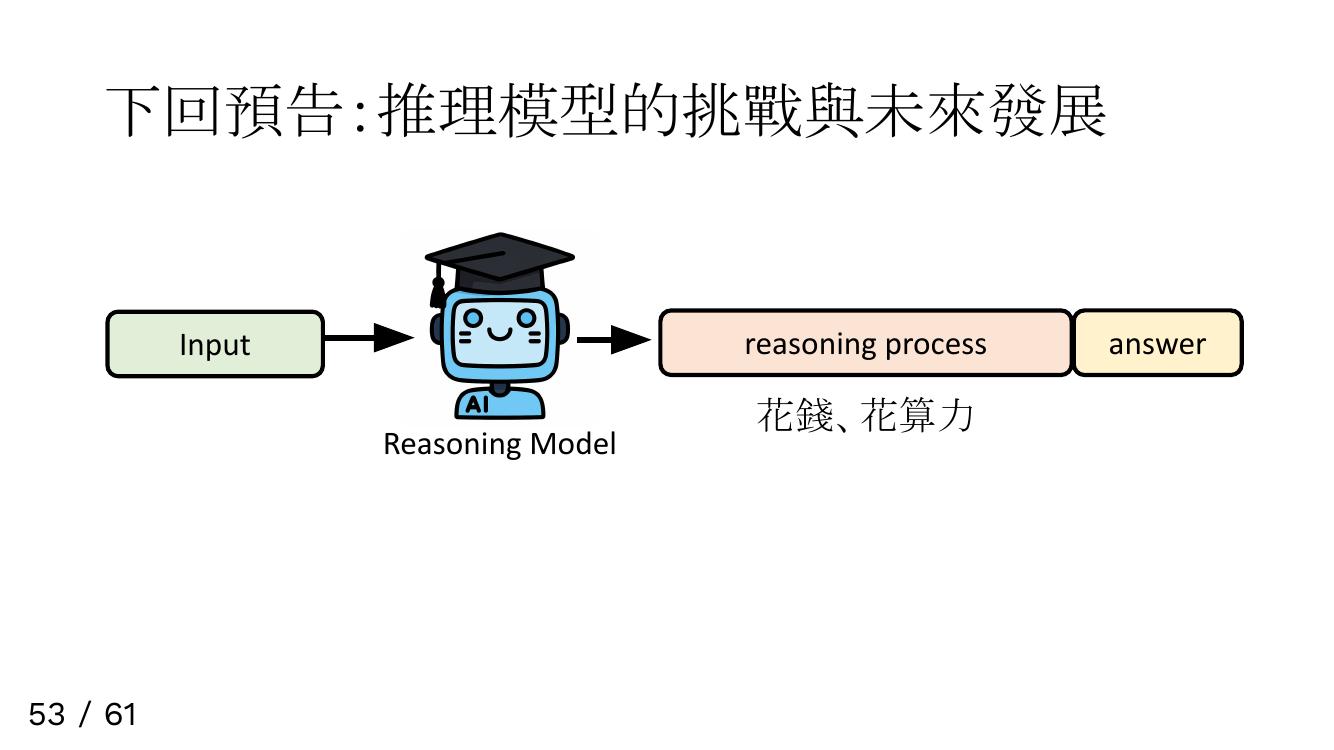 下回預告:推理模型的挑戰與未來發展
Input
AI
Reasoning Model
reasoning process
answer
花錢、花算力
53 / 61